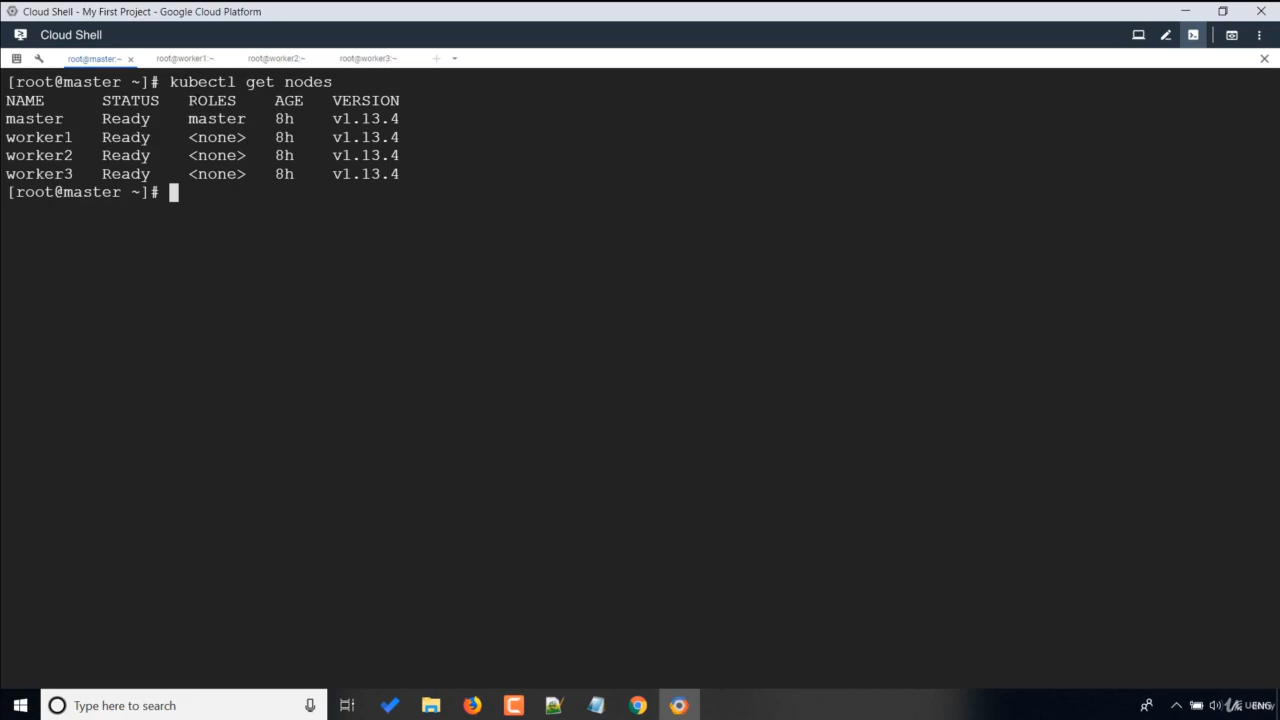 Cloud Shell - My First Project - Google Cloud Platform
Cloud Shell
root@master:~ root@worker1:~ root@worker2:~ root@worker3:~
[root@master ~]# kubectl get nodes
NAME STATUS ROLES AGE VERSION
master Ready master 8h v1.13.4
worker1 Ready <none> 8h v1.13.4
worker2 Ready <none> 8h v1.13.4
worker3 Ready <none> 8h v1.13.4
[root@master ~]#
Type here to search
ENG